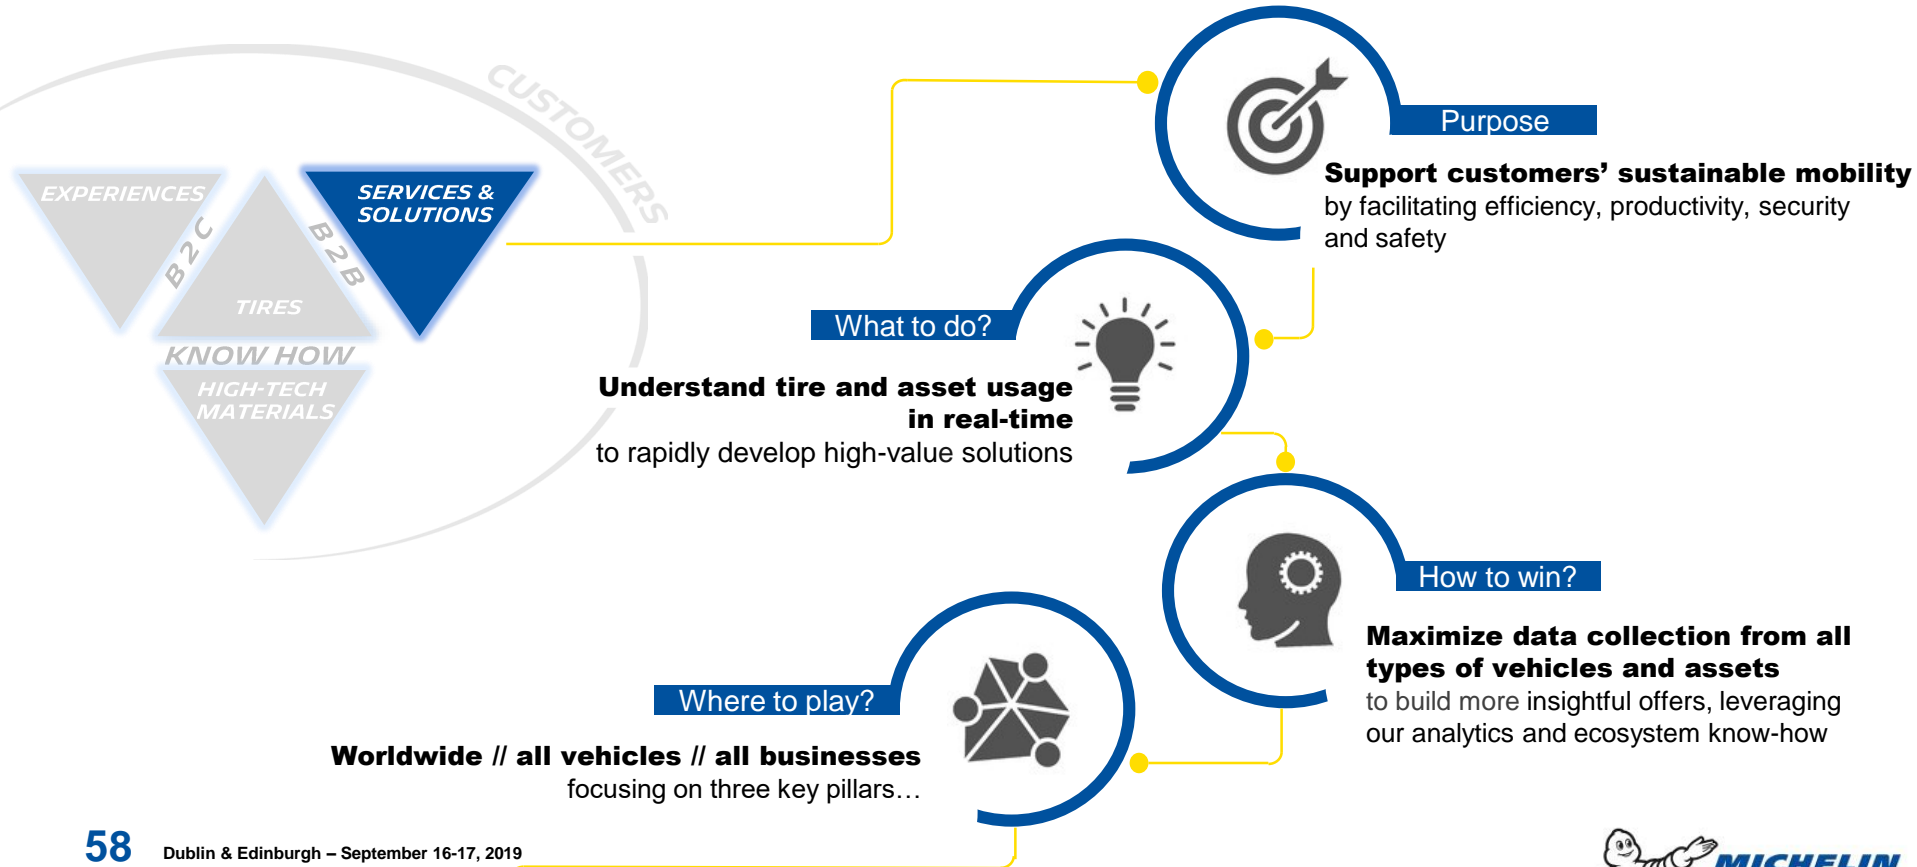 CUSTOMERS
EXPERIENCES
B2C
TIRES
B2B
SERVICES &
SOLUTIONS
KNOW HOW
HIGH-TECH
MATERIALS
Purpose
Support customers’ sustainable mobility
by facilitating efficiency, productivity, security
and safety
What to do?
Understand tire and asset usage
in real-time
to rapidly develop high-value solutions
How to win?
Maximize data collection from all
types of vehicles and assets
to build more insightful offers, leveraging
our analytics and ecosystem know-how
Where to play?
Worldwide // all vehicles // all businesses
focusing on three key pillars…
58
Dublin & Edinburgh – September 16-17, 2019
MICHELIN